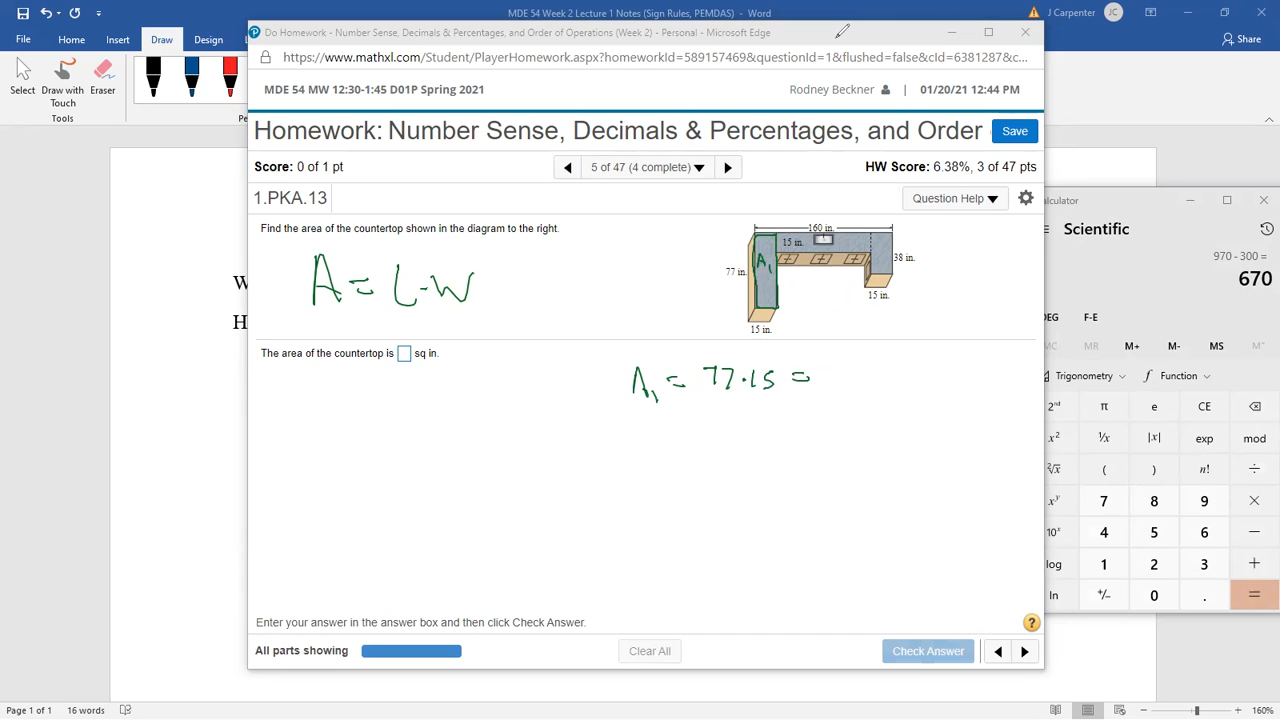 MDE 54 Week 2 Lecture 1 Notes (Sign Rules, PEMDAS) - Word
J Carpenter JC
File Home Insert Draw Design
Share
Select Draw with Touch Eraser
Tools
Do Homework - Number Sense, Decimals & Percentages, and Order of Operations (Week 2) - Personal - Microsoft Edge
https://www.mathxl.com/Student/PlayerHomework.aspx?homeworkId=589157469&questionId=1&flushed=false&cId=6381287&c...
MDE 54 MW 12:30-1:45 D01P Spring 2021
Rodney Beckner | 01/20/21 12:44 PM
Homework: Number Sense, Decimals & Percentages, and Order
Save
Score: 0 of 1 pt
5 of 47 (4 complete)
HW Score: 6.38%, 3 of 47 pts
1.PKA.13
Question Help
Find the area of the countertop shown in the diagram to the right.
160 in.
15 in.
A1
77 in.
38 in.
15 in.
15 in.
A = L·W
The area of the countertop is sq in.
A1 = 77·15 =
Enter your answer in the answer box and then click Check Answer.
?
All parts showing
Clear All
Check Answer
W
H
Calculator
Scientific
970 - 300 =
670
DEG F-E
MC MR M+ M- MS M˅
Trigonometry f Function
2nd π e CE
x² ¹/x |x| exp mod
²√x ( ) n! ÷
xʸ 7 8 9 ×
10ˣ 4 5 6 −
log 1 2 3 +
ln +/- 0 . =
Page 1 of 1 16 words
160%